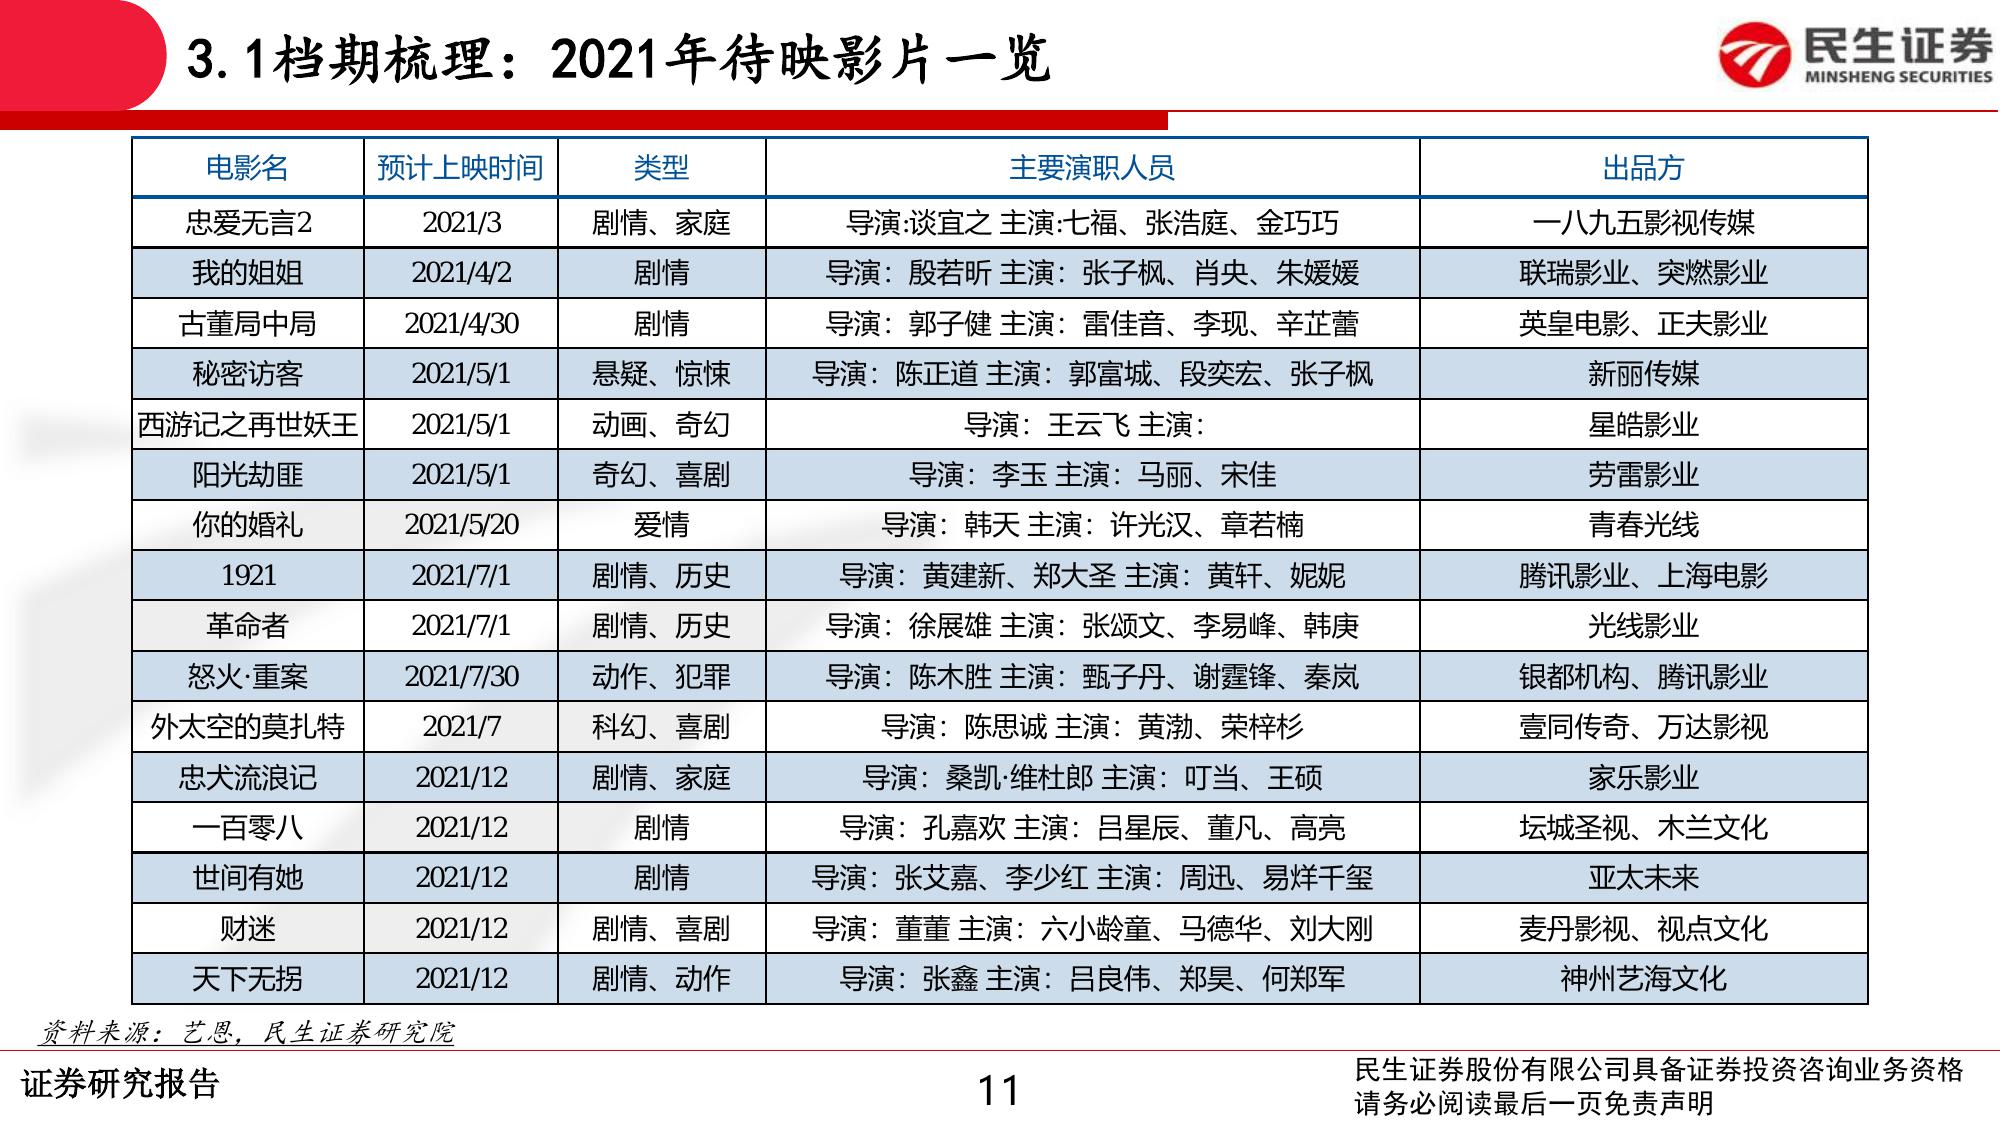 3.1档期梳理：2021年待映影片一览
民生证券
MINSHENG SECURITIES
电影名 预计上映时间 类型 主要演职人员 出品方
忠爱无言2 2021/3 剧情、家庭 导演:谈宜之 主演:七福、张浩庭、金巧巧 一八九五影视传媒
我的姐姐 2021/4/2 剧情 导演：殷若昕 主演：张子枫、肖央、朱媛媛 联瑞影业、突燃影业
古董局中局 2021/4/30 剧情 导演：郭子健 主演：雷佳音、李现、辛芷蕾 英皇电影、正夫影业
秘密访客 2021/5/1 悬疑、惊悚 导演：陈正道 主演：郭富城、段奕宏、张子枫 新丽传媒
西游记之再世妖王 2021/5/1 动画、奇幻 导演：王云飞 主演： 星皓影业
阳光劫匪 2021/5/1 奇幻、喜剧 导演：李玉 主演：马丽、宋佳 劳雷影业
你的婚礼 2021/5/20 爱情 导演：韩天 主演：许光汉、章若楠 青春光线
1921 2021/7/1 剧情、历史 导演：黄建新、郑大圣 主演：黄轩、妮妮 腾讯影业、上海电影
革命者 2021/7/1 剧情、历史 导演：徐展雄 主演：张颂文、李易峰、韩庚 光线影业
怒火·重案 2021/7/30 动作、犯罪 导演：陈木胜 主演：甄子丹、谢霆锋、秦岚 银都机构、腾讯影业
外太空的莫扎特 2021/7 科幻、喜剧 导演：陈思诚 主演：黄渤、荣梓杉 壹同传奇、万达影视
忠犬流浪记 2021/12 剧情、家庭 导演：桑凯·维杜郎 主演：叮当、王硕 家乐影业
一百零八 2021/12 剧情 导演：孔嘉欢 主演：吕星辰、董凡、高亮 坛城圣视、木兰文化
世间有她 2021/12 剧情 导演：张艾嘉、李少红 主演：周迅、易烊千玺 亚太未来
财迷 2021/12 剧情、喜剧 导演：董董 主演：六小龄童、马德华、刘大刚 麦丹影视、视点文化
天下无拐 2021/12 剧情、动作 导演：张鑫 主演：吕良伟、郑昊、何郑军 神州艺海文化
资料来源：艺恩，民生证券研究院
证券研究报告
11
民生证券股份有限公司具备证券投资咨询业务资格
请务必阅读最后一页免责声明